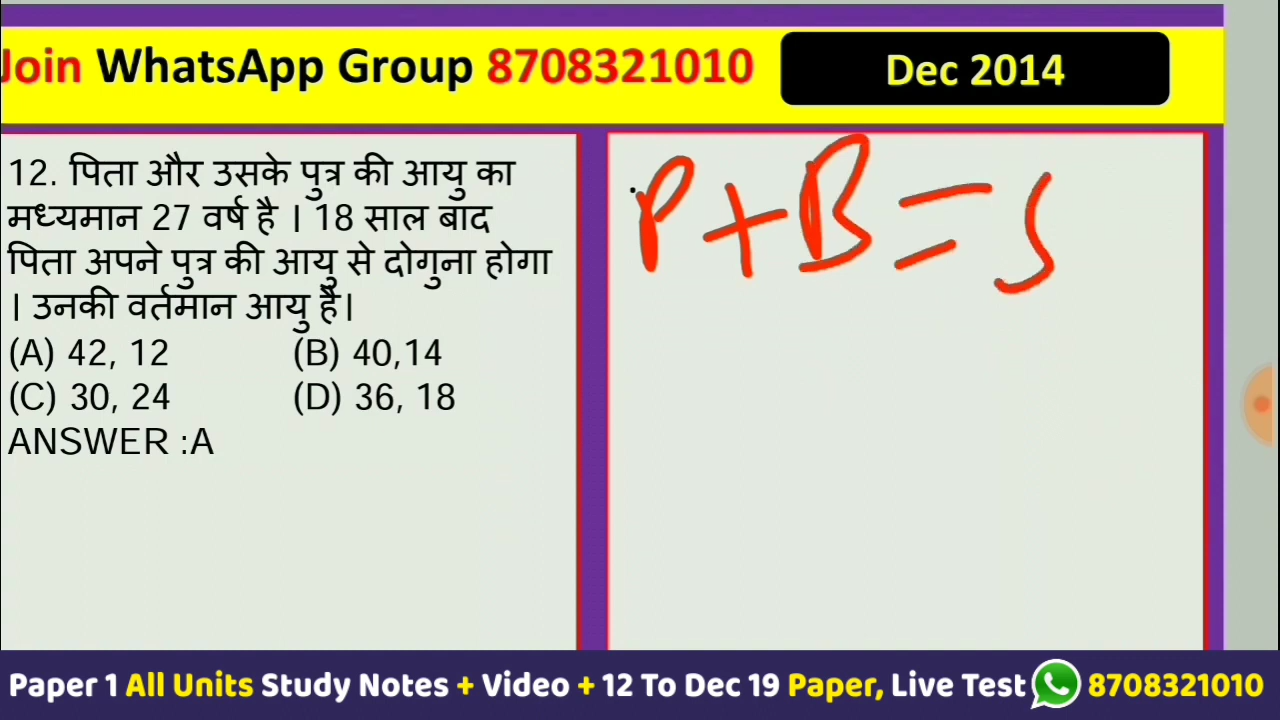 Join WhatsApp Group 8708321010
Dec 2014
12. पिता और उसके पुत्र की आयु का
मध्यमान 27 वर्ष है । 18 साल बाद
पिता अपने पुत्र की आयु से दोगुना होगा
। उनकी वर्तमान आयु है।
(A) 42, 12 (B) 40,14
(C) 30, 24 (D) 36, 18
ANSWER :A
P+B=
Paper 1 All Units Study Notes + Video + 12 To Dec 19 Paper, Live Test 8708321010